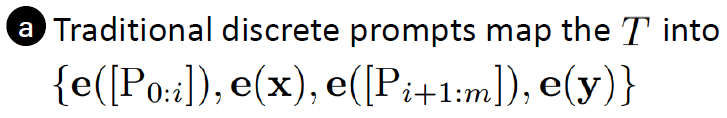 a Traditional discrete prompts map the T into
{e([P₀:ᵢ]), e(x), e([Pᵢ₊₁:ₘ]), e(y)}